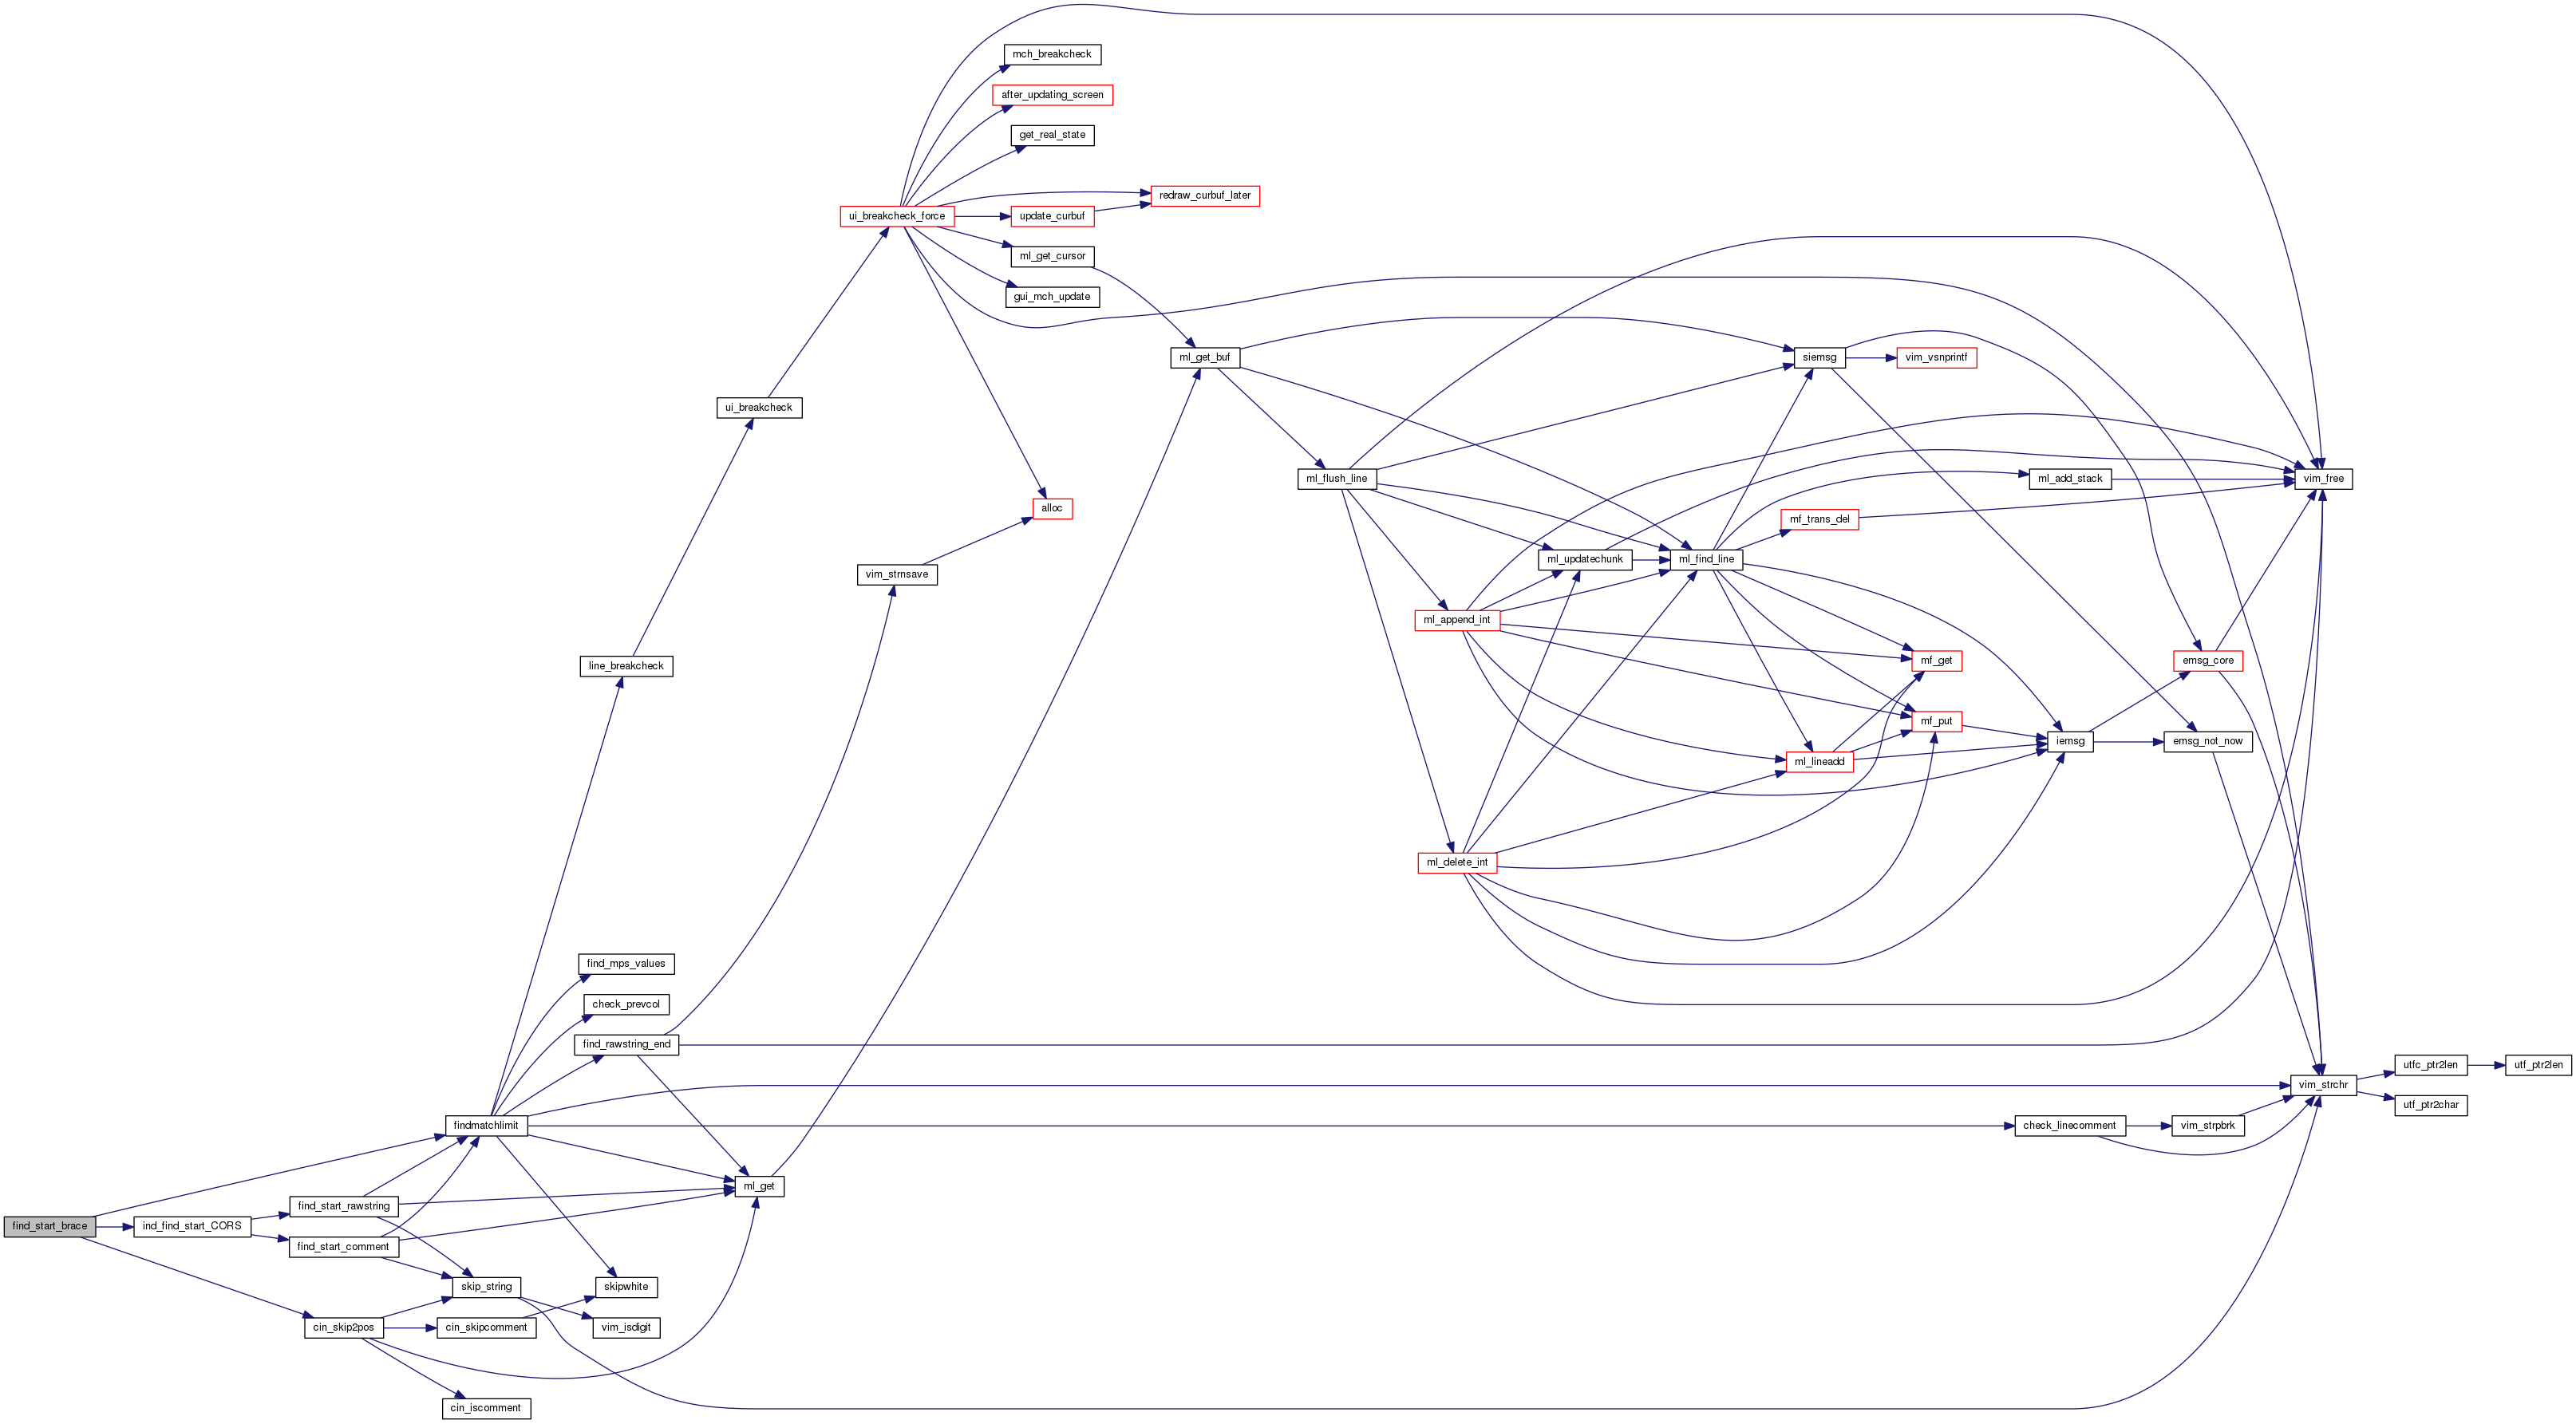 mch_breakcheck
after_updating_screen
get_real_state
redraw_curbuf_later
ui_breakcheck_force
update_curbuf
ml_get_cursor
gui_mch_update
ml_get_buf
siemsg
vim_vsnprintf
ui_breakcheck
ml_flush_line
ml_add_stack
vim_free
alloc
mf_trans_del
ml_updatechunk
ml_find_line
vim_strnsave
ml_append_int
line_breakcheck
mf_get
emsg_core
mf_put
iemsg
emsg_not_now
ml_lineadd
ml_delete_int
find_mps_values
check_prevcol
find_rawstring_end
utfc_ptr2len
utf_ptr2len
vim_strchr
utf_ptr2char
findmatchlimit
check_linecomment
vim_strpbrk
ml_get
find_start_rawstring
find_start_brace
ind_find_start_CORS
find_start_comment
skip_string
skipwhite
cin_skip2pos
cin_skipcomment
vim_isdigit
cin_iscomment